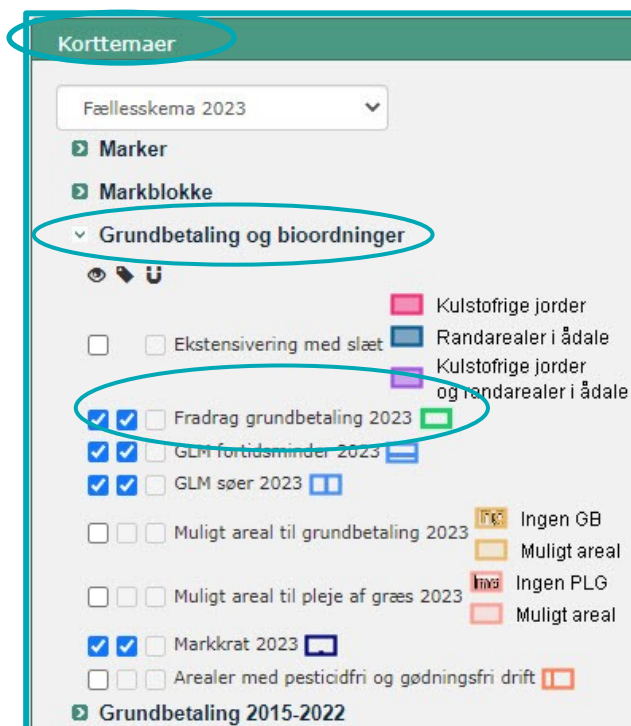 Korttemaer
Fællesskema 2023
Marker
Markblokke
Grundbetaling og bioordninger
Kulstofrige jorder
Ekstensivering med slæt Randarealer i ådale
Kulstofrige jorder
og randarealer i ådale
Fradrag grundbetaling 2023
GLM fortidsminder 2023
GLM søer 2023
Ingen GB
Muligt areal til grundbetaling 2023
Muligt areal
Ingen PLG
Muligt areal til pleje af græs 2023
Muligt areal
Markkrat 2023
Arealer med pesticidfri og gødningsfri drift
Grundbetaling 2015-2022